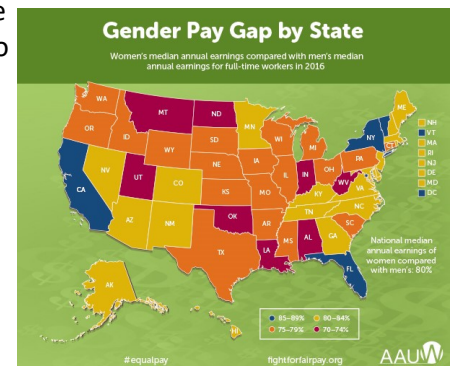 e
o
Gender Pay Gap by State
Women's median annual earnings compared with men's median
annual earnings for full-time workers in 2016
WA
MT
ND
MN
ME
OR
ID
SD
WI
MI
NY
NH
VT
MA
RI
NJ
DE
MD
DC
WY
NE
IA
PA
CT
NV
UT
CO
KS
MO
IL
IN
OH
WV
VA
KY
CA
AZ
NM
OK
AR
TN
NC
SC
TX
LA
MS
AL
GA
FL
AK
HI
National median
annual earnings of
women compared
with men's: 80%
85–89% 80–84%
75–79% 70–74%
#equalpay fightforfairpay.org AAUW